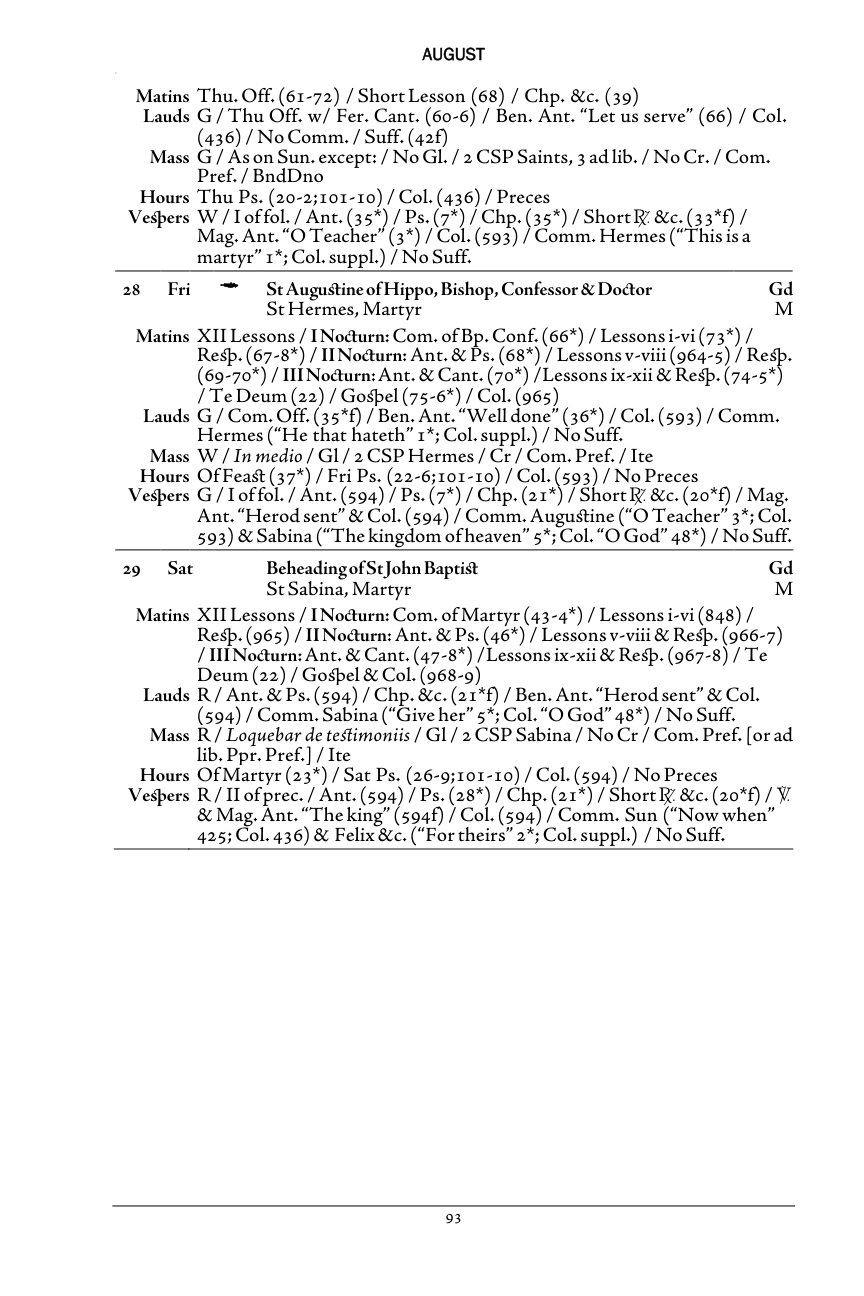 AUGUST
Matins Thu. Off. (61-72) / Short Lesson (68) / Chp. &c. (39)
Lauds G / Thu Off. w/ Fer. Cant. (60-6) / Ben. Ant. “Let us serve” (66) / Col.
(436) / No Comm. / Suff. (42f)
Mass G / As on Sun. except: / No Gl. / 2 CSP Saints, 3 ad lib. / No Cr. / Com.
Pref. / BndDno
Hours Thu Ps. (20-2;101-10) / Col. (436) / Preces
Vespers W / I of fol. / Ant. (35*) / Ps. (7*) / Chp. (35*) / Short ℟. &c. (33*f) /
Mag. Ant. “O Teacher” (3*) / Col. (593) / Comm. Hermes (“This is a
martyr” 1*; Col. suppl.) / No Suff.
28 Fri St Augustine of Hippo, Bishop, Confessor & Doctor Gd
St Hermes, Martyr M
Matins XII Lessons / I Nocturn: Com. of Bp. Conf. (66*) / Lessons i-vi (73*) /
Resp. (67-8*) / II Nocturn: Ant. & Ps. (68*) / Lessons v-viii (964-5) / Resp.
(69-70*) / III Nocturn: Ant. & Cant. (70*) /Lessons ix-xii & Resp. (74-5*)
/ Te Deum (22) / Gospel (75-6*) / Col. (965)
Lauds G / Com. Off. (35*f) / Ben. Ant. “Well done” (36*) / Col. (593) / Comm.
Hermes (“He that hateth” 1*; Col. suppl.) / No Suff.
Mass W / In medio / Gl / 2 CSP Hermes / Cr / Com. Pref. / Ite
Hours Of Feast (37*) / Fri Ps. (22-6;101-10) / Col. (593) / No Preces
Vespers G / I of fol. / Ant. (594) / Ps. (7*) / Chp. (21*) / Short ℟. &c. (20*f) / Mag.
Ant. “Herod sent” & Col. (594) / Comm. Augustine (“O Teacher” 3*; Col.
593) & Sabina (“The kingdom of heaven” 5*; Col. “O God” 48*) / No Suff.
29 Sat Beheading of St John Baptist Gd
St Sabina, Martyr M
Matins XII Lessons / I Nocturn: Com. of Martyr (43-4*) / Lessons i-vi (848) /
Resp. (965) / II Nocturn: Ant. & Ps. (46*) / Lessons v-viii & Resp. (966-7)
/ III Nocturn: Ant. & Cant. (47-8*) /Lessons ix-xii & Resp. (967-8) / Te
Deum (22) / Gospel & Col. (968-9)
Lauds R / Ant. & Ps. (594) / Chp. &c. (21*f) / Ben. Ant. “Herod sent” & Col.
(594) / Comm. Sabina (“Give her” 5*; Col. “O God” 48*) / No Suff.
Mass R / Loquebar de testimoniis / Gl / 2 CSP Sabina / No Cr / Com. Pref. [or ad
lib. Ppr. Pref.] / Ite
Hours Of Martyr (23*) / Sat Ps. (26-9;101-10) / Col. (594) / No Preces
Vespers R / II of prec. / Ant. (594) / Ps. (28*) / Chp. (21*) / Short ℟. &c. (20*f) / ℣.
& Mag. Ant. “The king” (594f) / Col. (594) / Comm. Sun (“Now when”
425; Col. 436) & Felix &c. (“For theirs” 2*; Col. suppl.) / No Suff.
93